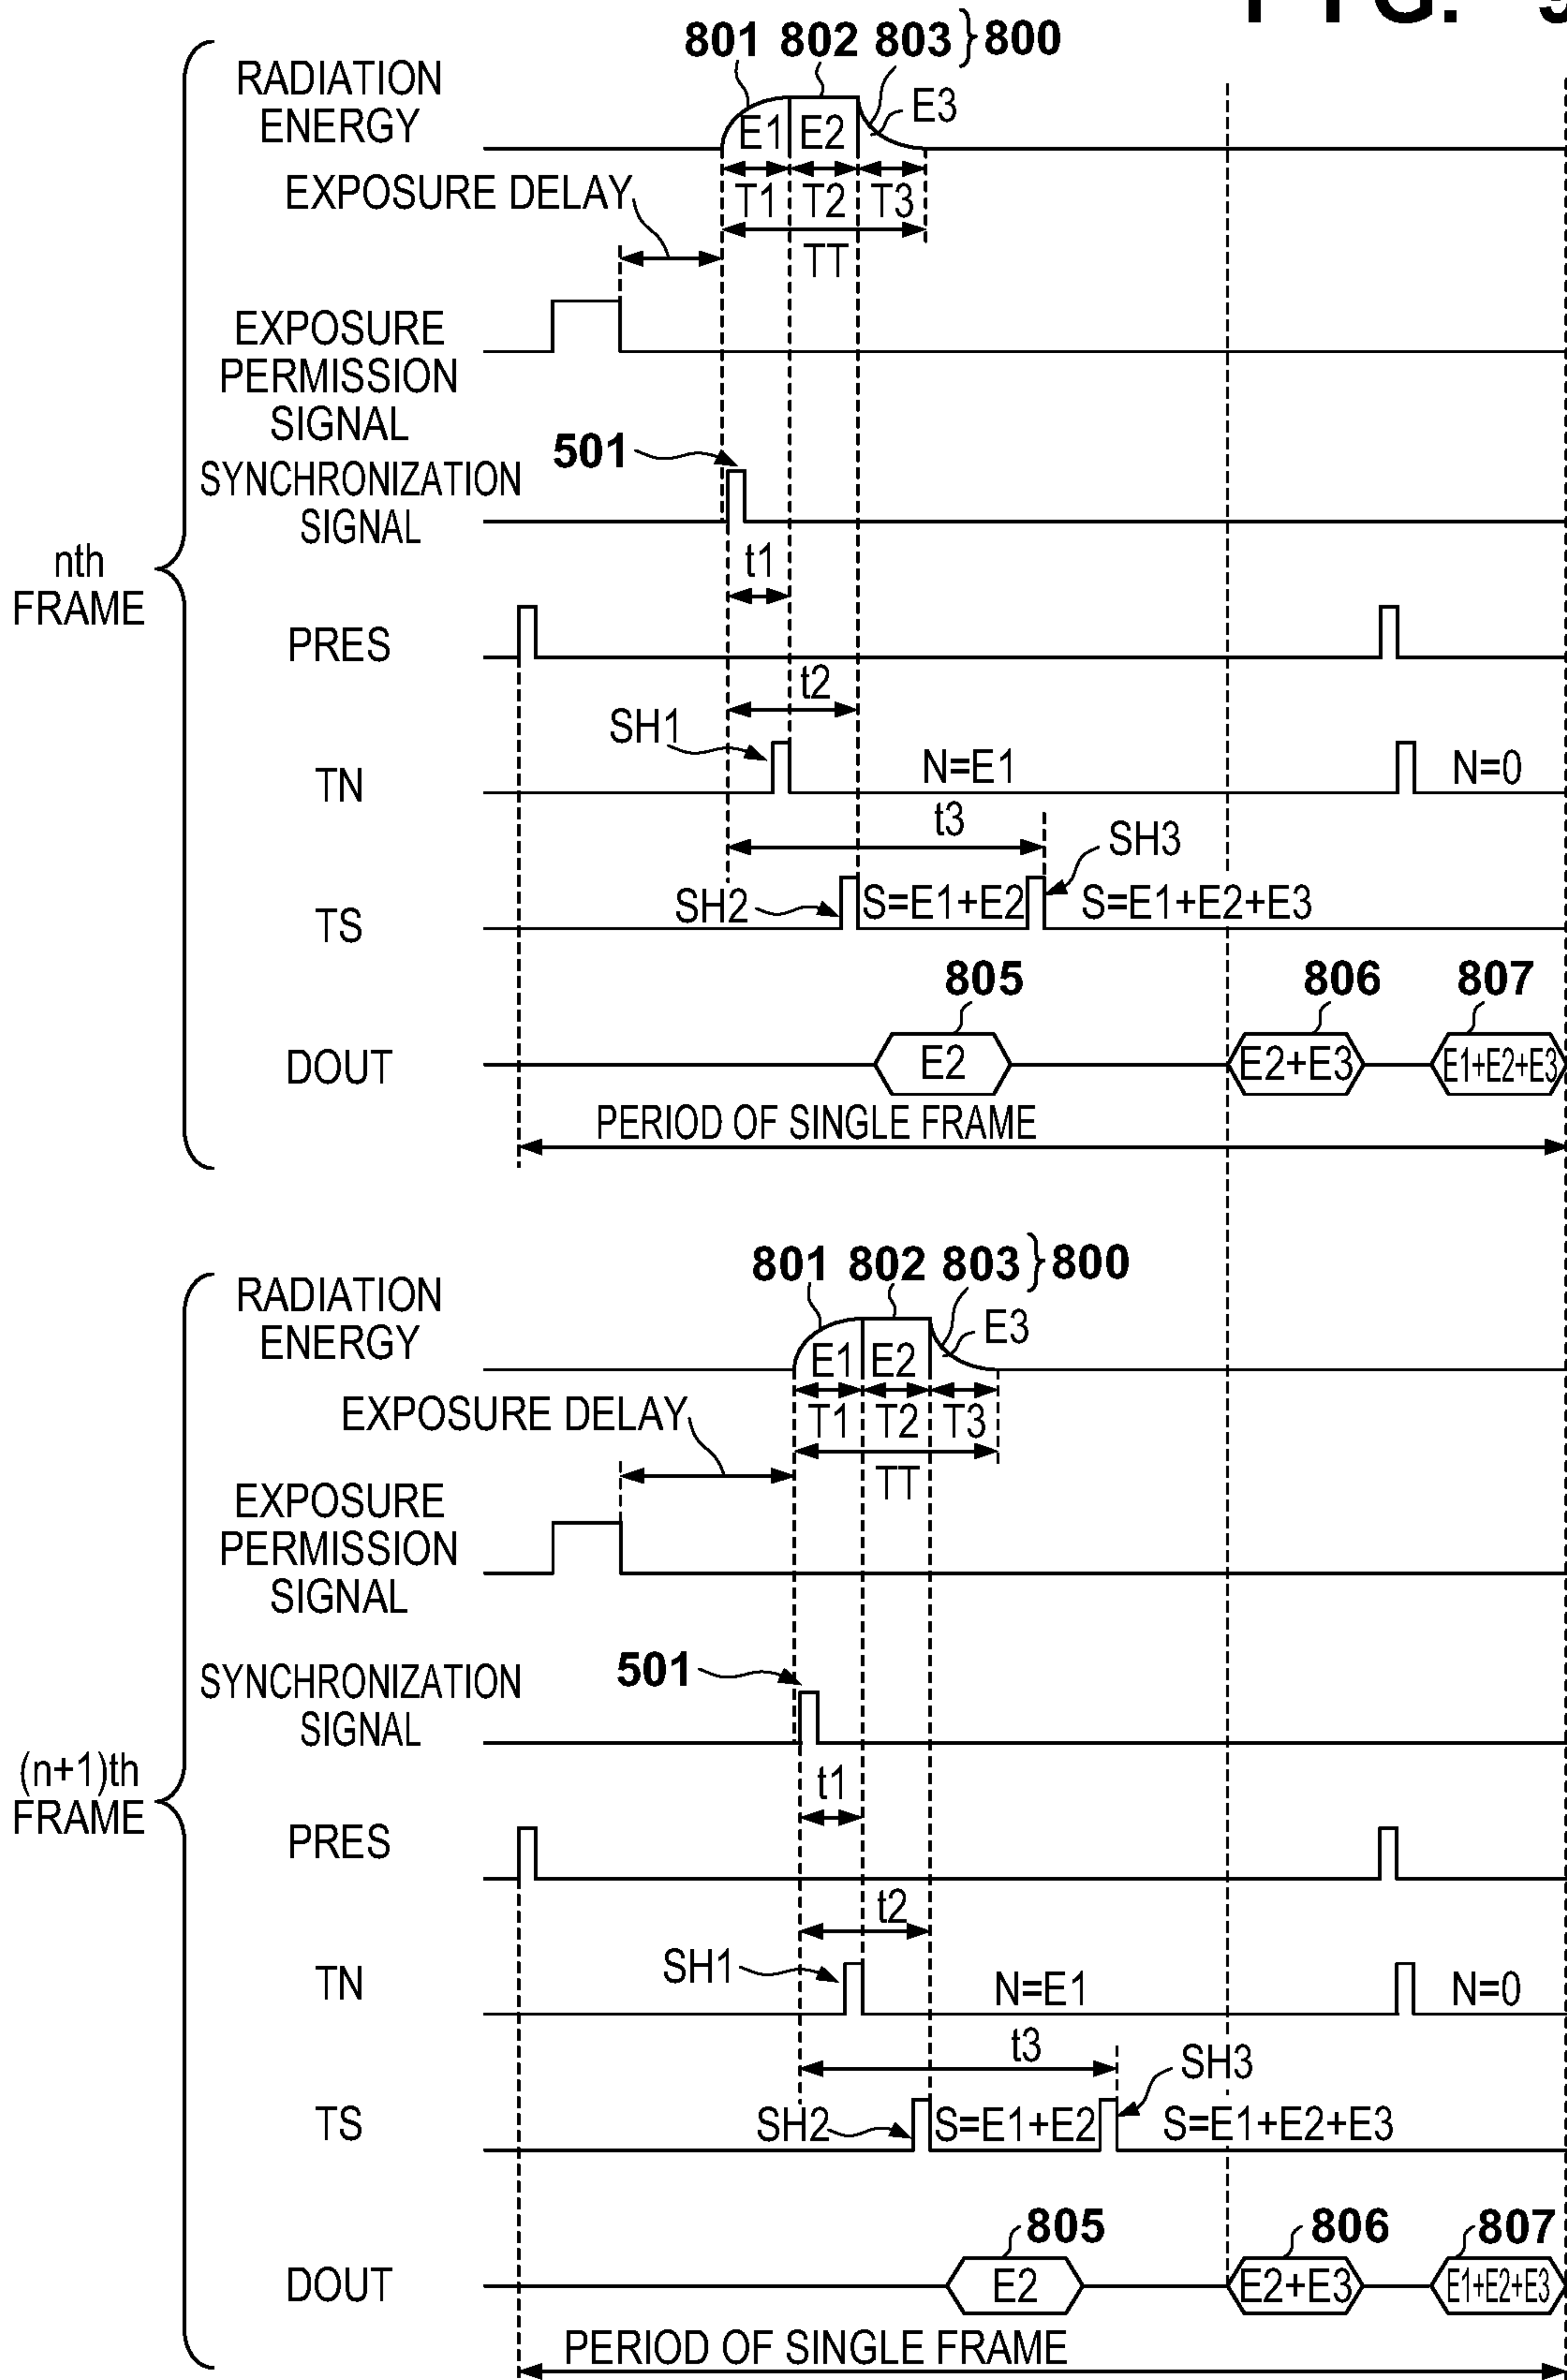 FIG. 9
801 802 803 } 800
RADIATION
ENERGY
E1 E2 E3
EXPOSURE DELAY
T1 T2 T3
TT
EXPOSURE
PERMISSION
SIGNAL
501
SYNCHRONIZATION
SIGNAL
nth
FRAME
t1
PRES
t2
SH1
TN
N=E1
N=0
t3
SH3
SH2
S=E1+E2
S=E1+E2+E3
TS
805 806 807
DOUT
E2
E2+E3
E1+E2+E3
PERIOD OF SINGLE FRAME
801 802 803 } 800
RADIATION
ENERGY
E1 E2 E3
EXPOSURE DELAY
T1 T2 T3
TT
EXPOSURE
PERMISSION
SIGNAL
501
SYNCHRONIZATION
SIGNAL
(n+1)th
FRAME
t1
PRES
t2
SH1
TN
N=E1
N=0
t3
SH3
SH2
S=E1+E2
S=E1+E2+E3
TS
805 806 807
DOUT
E2
E2+E3
E1+E2+E3
PERIOD OF SINGLE FRAME